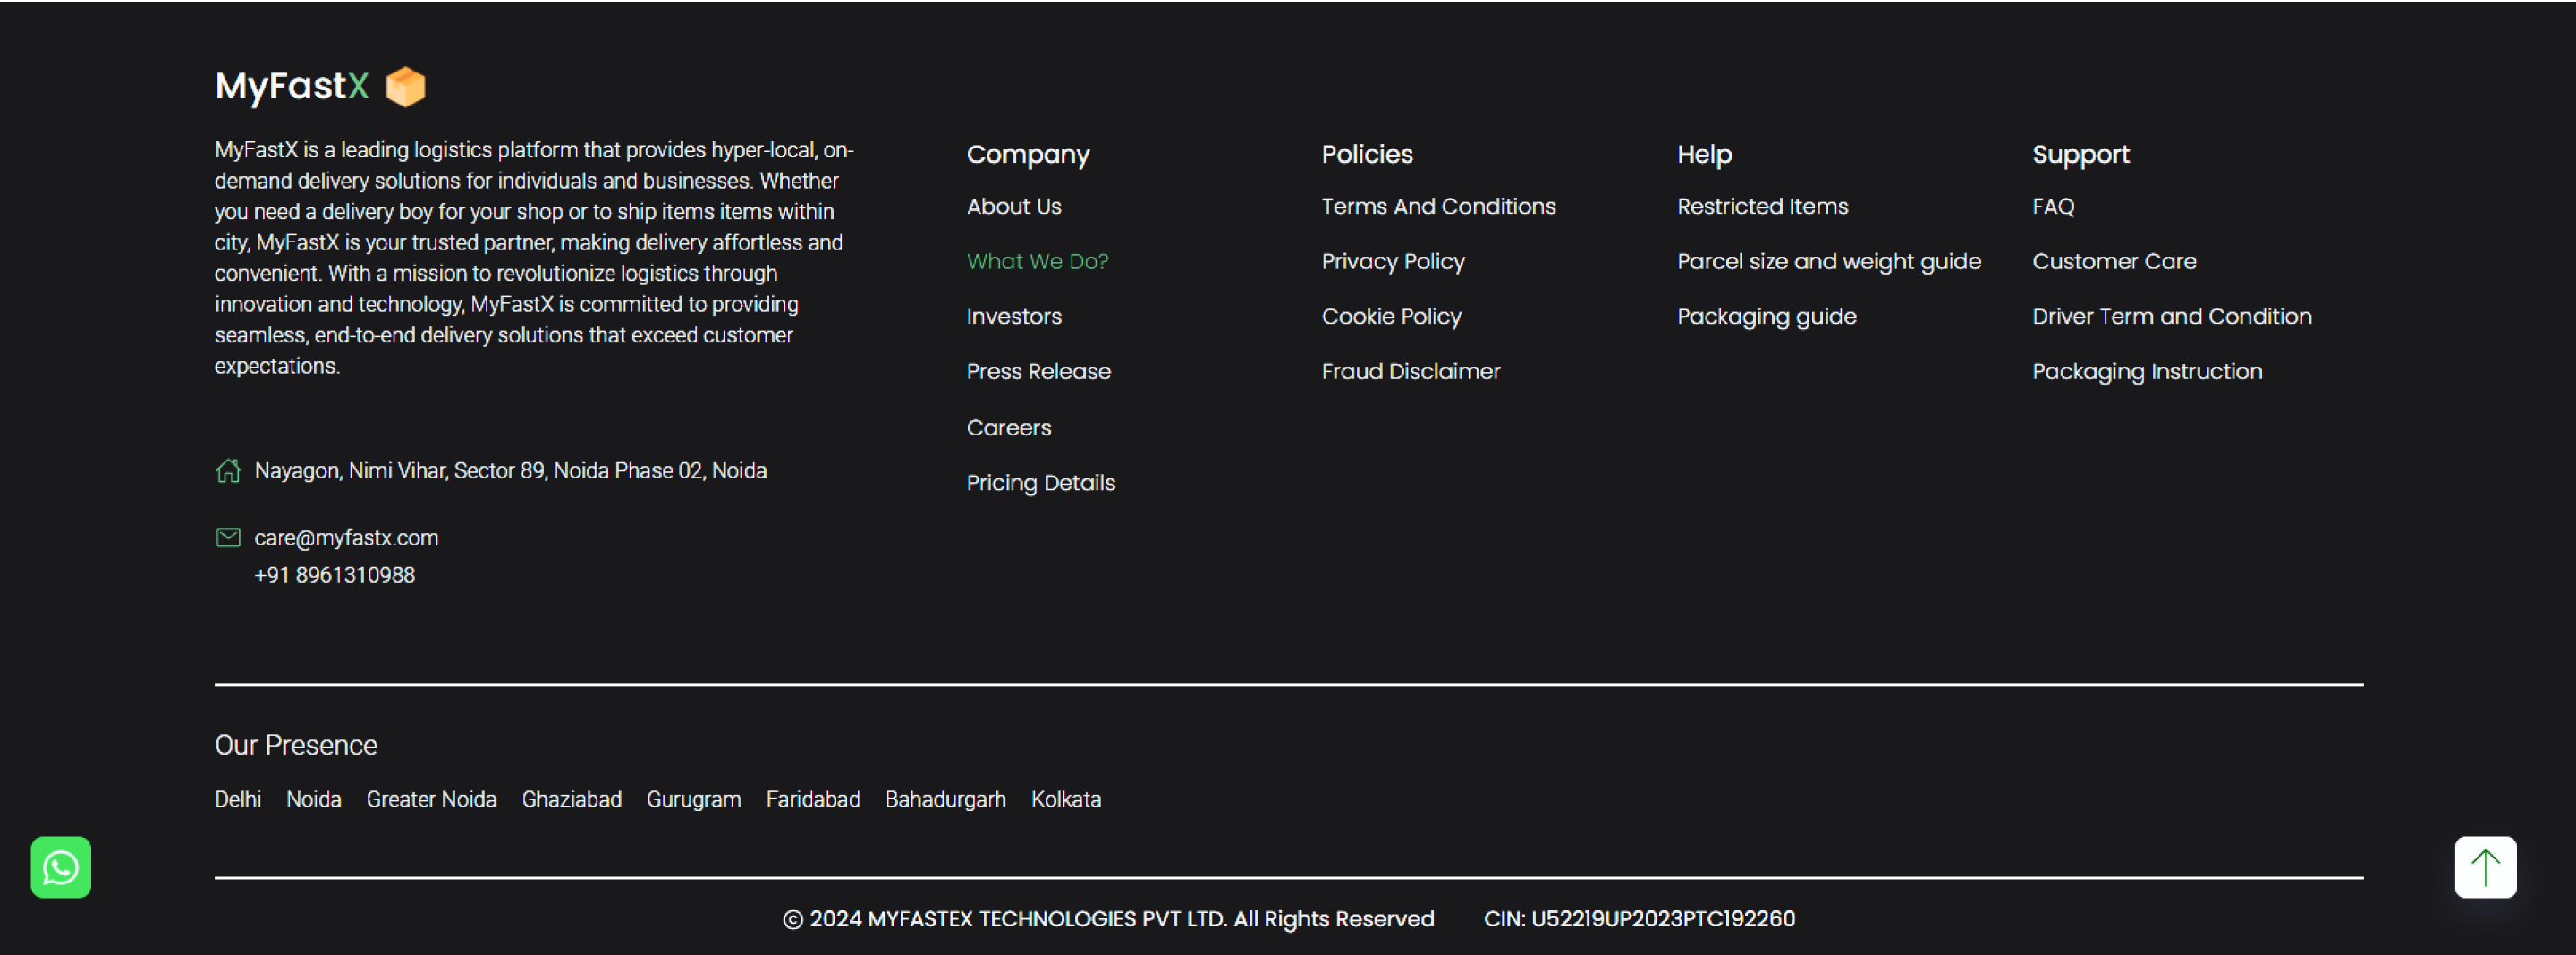 MyFastX
MyFastX is a leading logistics platform that provides hyper-local, on-
demand delivery solutions for individuals and businesses. Whether
you need a delivery boy for your shop or to ship items items within
city, MyFastX is your trusted partner, making delivery affortless and
convenient. With a mission to revolutionize logistics through
innovation and technology, MyFastX is committed to providing
seamless, end-to-end delivery solutions that exceed customer
expectations.
Nayagon, Nimi Vihar, Sector 89, Noida Phase 02, Noida
care@myfastx.com
+91 8961310988
Company
About Us
What We Do?
Investors
Press Release
Careers
Pricing Details
Policies
Terms And Conditions
Privacy Policy
Cookie Policy
Fraud Disclaimer
Help
Restricted Items
Parcel size and weight guide
Packaging guide
Support
FAQ
Customer Care
Driver Term and Condition
Packaging Instruction
Our Presence
Delhi Noida Greater Noida Ghaziabad Gurugram Faridabad Bahadurgarh Kolkata
© 2024 MYFASTEX TECHNOLOGIES PVT LTD. All Rights Reserved CIN: U52219UP2023PTC192260